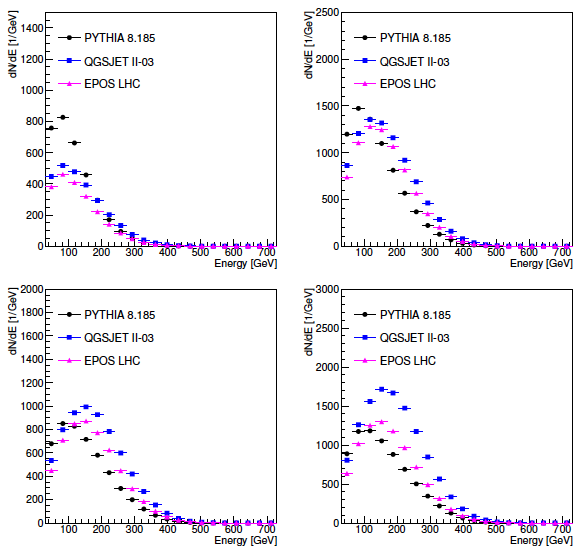 dN/dE [1/GeV]
1400
1200
1000
800
600
400
200
0
PYTHIA 8.185
QGSJET II-03
EPOS LHC
100 200 300 400 500 600 700
Energy [GeV]
dN/dE [1/GeV]
2500
2000
1500
1000
500
0
PYTHIA 8.185
QGSJET II-03
EPOS LHC
100 200 300 400 500 600 700
Energy [GeV]
dN/dE [1/GeV]
2000
1800
1600
1400
1200
1000
800
600
400
200
0
PYTHIA 8.185
QGSJET II-03
EPOS LHC
100 200 300 400 500 600 700
Energy [GeV]
dN/dE [1/GeV]
3000
2500
2000
1500
1000
500
0
PYTHIA 8.185
QGSJET II-03
EPOS LHC
100 200 300 400 500 600 700
Energy [GeV]